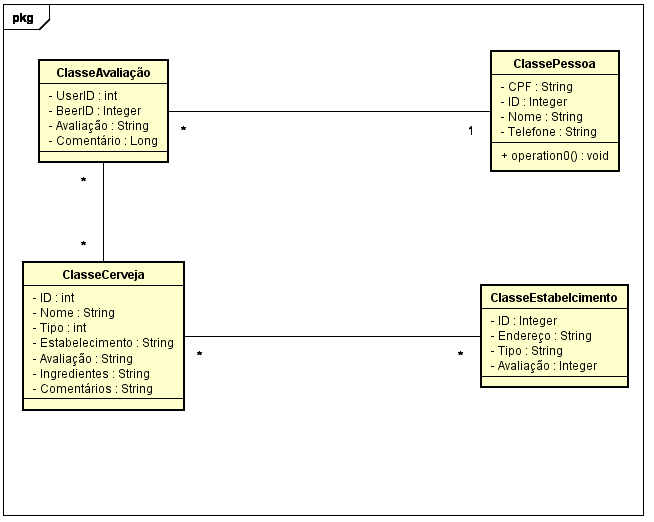 pkg
ClasseAvaliação
- UserID : int
- BeerID : Integer
- Avaliação : String
- Comentário : Long
ClassePessoa
- CPF : String
- ID : Integer
- Nome : String
- Telefone : String
+ operation0() : void
*
1
*
*
ClasseCerveja
- ID : int
- Nome : String
- Tipo : int
- Estabelecimento : String
- Avaliação : String
- Ingredientes : String
- Comentários : String
ClasseEstabelcimento
- ID : Integer
- Endereço : String
- Tipo : String
- Avaliação : Integer
*
*